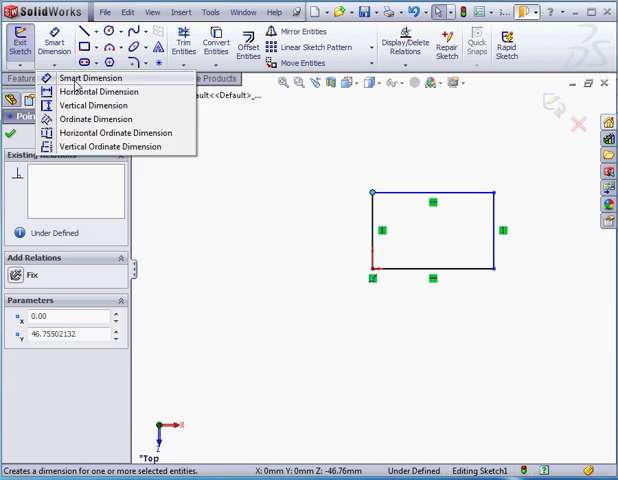 SolidWorks
File Edit View Insert Tools Window Help
Exit Sketch
Smart Dimension
Trim Entities
Convert Entities
Offset Entities
Mirror Entities
Linear Sketch Pattern
Move Entities
Display/Delete Relations
Repair Sketch
Quick Snaps
Rapid Sketch
Featur
e Products
Smart Dimension
Horizontal Dimension
Vertical Dimension
Ordinate Dimension
Horizontal Ordinate Dimension
Vertical Ordinate Dimension
ault<<Default>_...
Poin
Existing Relations
Under Defined
Add Relations
Fix
Parameters
0.00
46.75502132
X
Z
*Top
Creates a dimension for one or more selected entities.
X: 0mm Y: 0mm Z: -46.76mm
Under Defined
Editing Sketch1